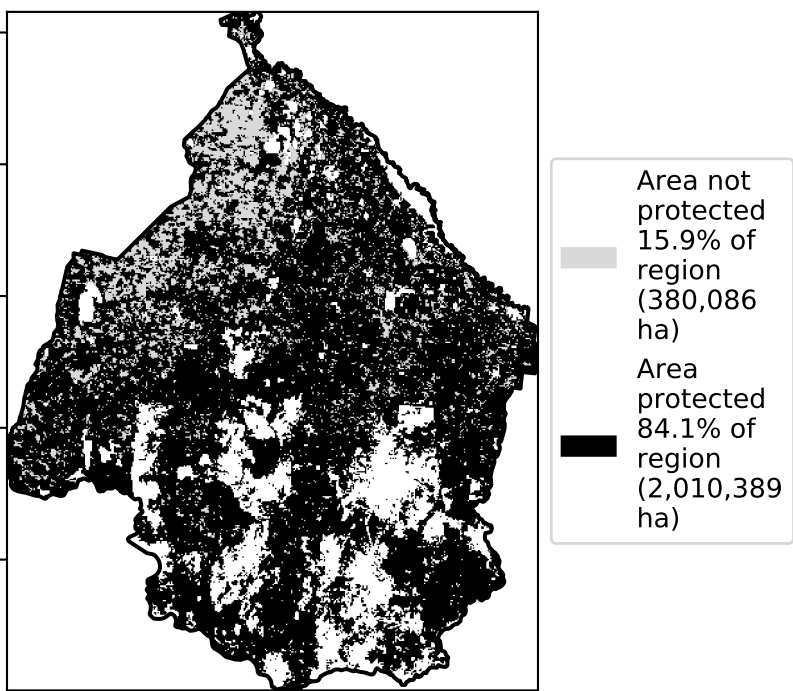 Area not
protected
15.9% of
region
(380,086
ha)
Area
protected
84.1% of
region
(2,010,389
ha)